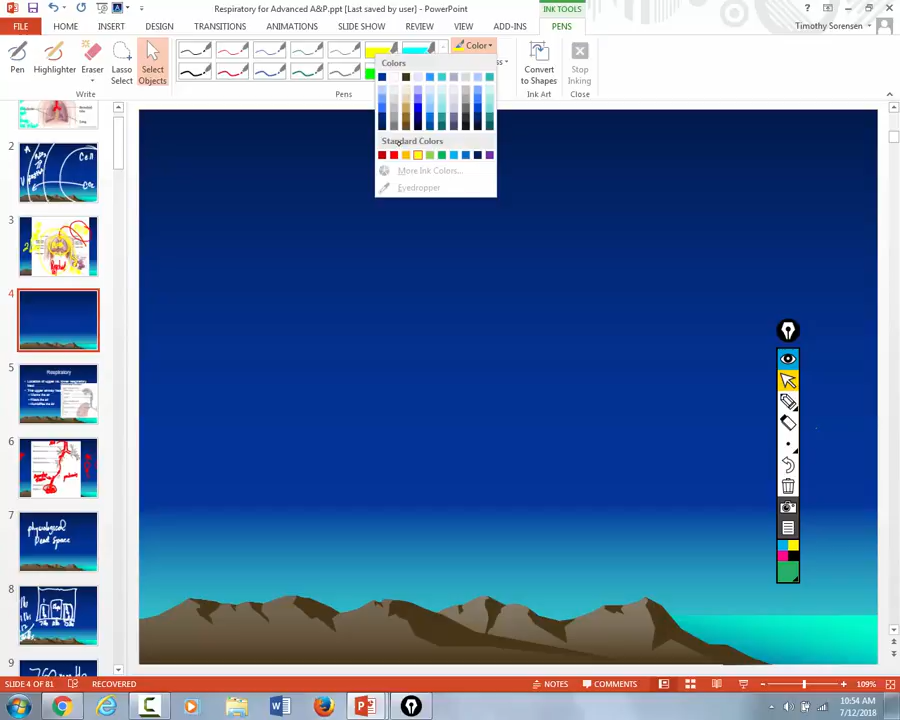 Respiratory for Advanced A&P.ppt [Last saved by user] - PowerPoint
INK TOOLS
FILE HOME INSERT DESIGN TRANSITIONS ANIMATIONS SLIDE SHOW REVIEW VIEW ADD-INS PENS
Timothy Sorensen
Pen
Highlighter
Eraser
Lasso Select
Select Objects
Color
Convert to Shapes
Stop Inking
Write
Pens
Ink Art
Close
Colors
Standard Colors
More Ink Colors...
Eyedropper
2
3
4
5
Respiratory
6
7
physiological
Dead Space
8
9
760 mmHg
SLIDE 4 OF 81
RECOVERED
NOTES
COMMENTS
109%
10:54 AM
7/12/2018